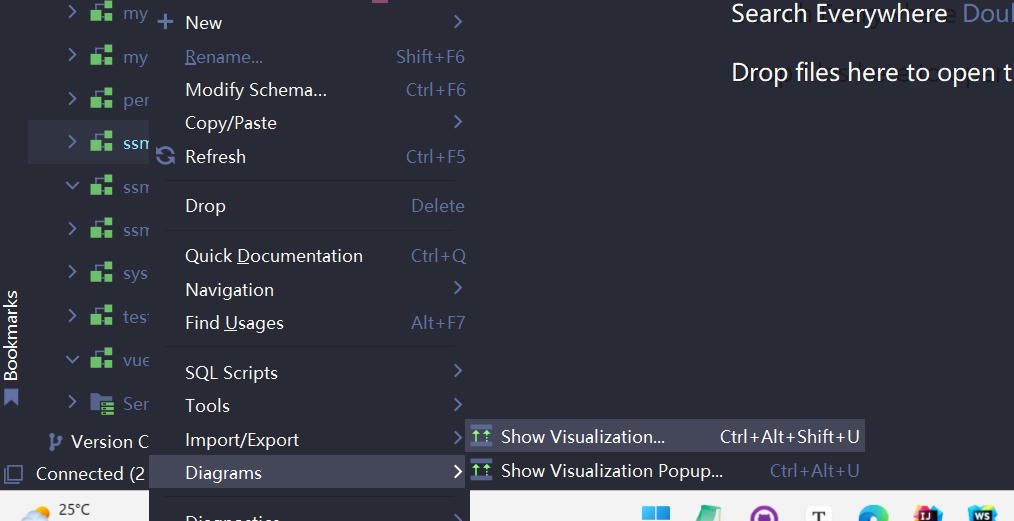 my
my
per
ssm
ssm
ssm
sys
test
vue
Ser
Bookmarks
Version C
Connected (2
25°C
New
Rename... Shift+F6
Modify Schema... Ctrl+F6
Copy/Paste
Refresh Ctrl+F5
Drop Delete
Quick Documentation Ctrl+Q
Navigation
Find Usages Alt+F7
SQL Scripts
Tools
Import/Export
Diagrams
Diagnostics
Show Visualization... Ctrl+Alt+Shift+U
Show Visualization Popup... Ctrl+Alt+U
Search Everywhere Doul
Drop files here to open t
T
IJ
WS